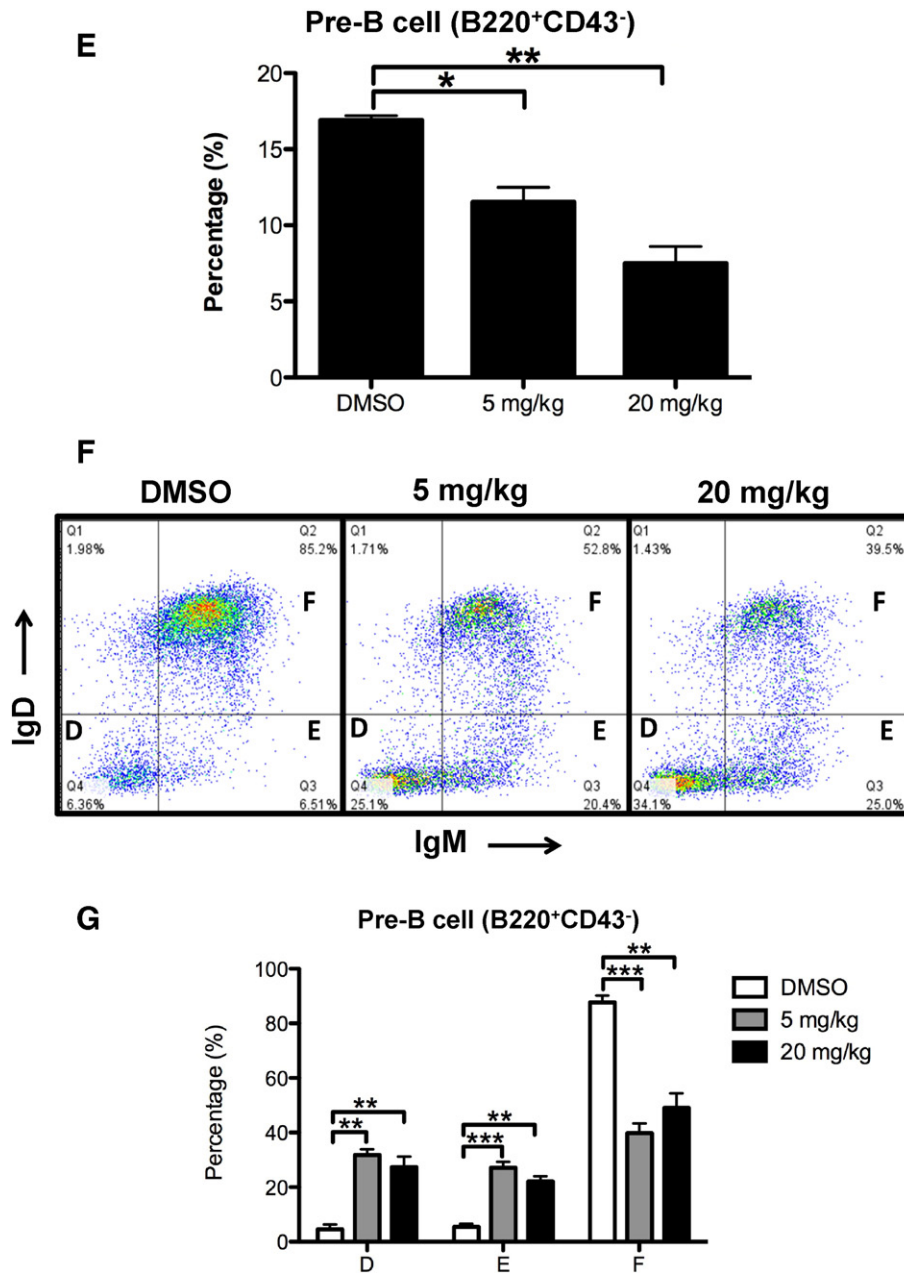 E
Pre-B cell (B220⁺CD43⁻)
**
*
20
15
10
5
0
Percentage (%)
DMSO 5 mg/kg 20 mg/kg
F
DMSO 5 mg/kg 20 mg/kg
Q1 Q2
1.98% 85.2%
F
D E
Q4 Q3
6.36% 6.51%
Q1 Q2
1.71% 52.8%
F
D E
Q4 Q3
25.1% 20.4%
Q1 Q2
1.43% 39.5%
F
D E
Q4 Q3
34.1% 25.0%
IgD →
IgM →
G
Pre-B cell (B220⁺CD43⁻)
100
80
60
40
20
0
Percentage (%)
**
**
**
***
**
***
D E F
DMSO
5 mg/kg
20 mg/kg